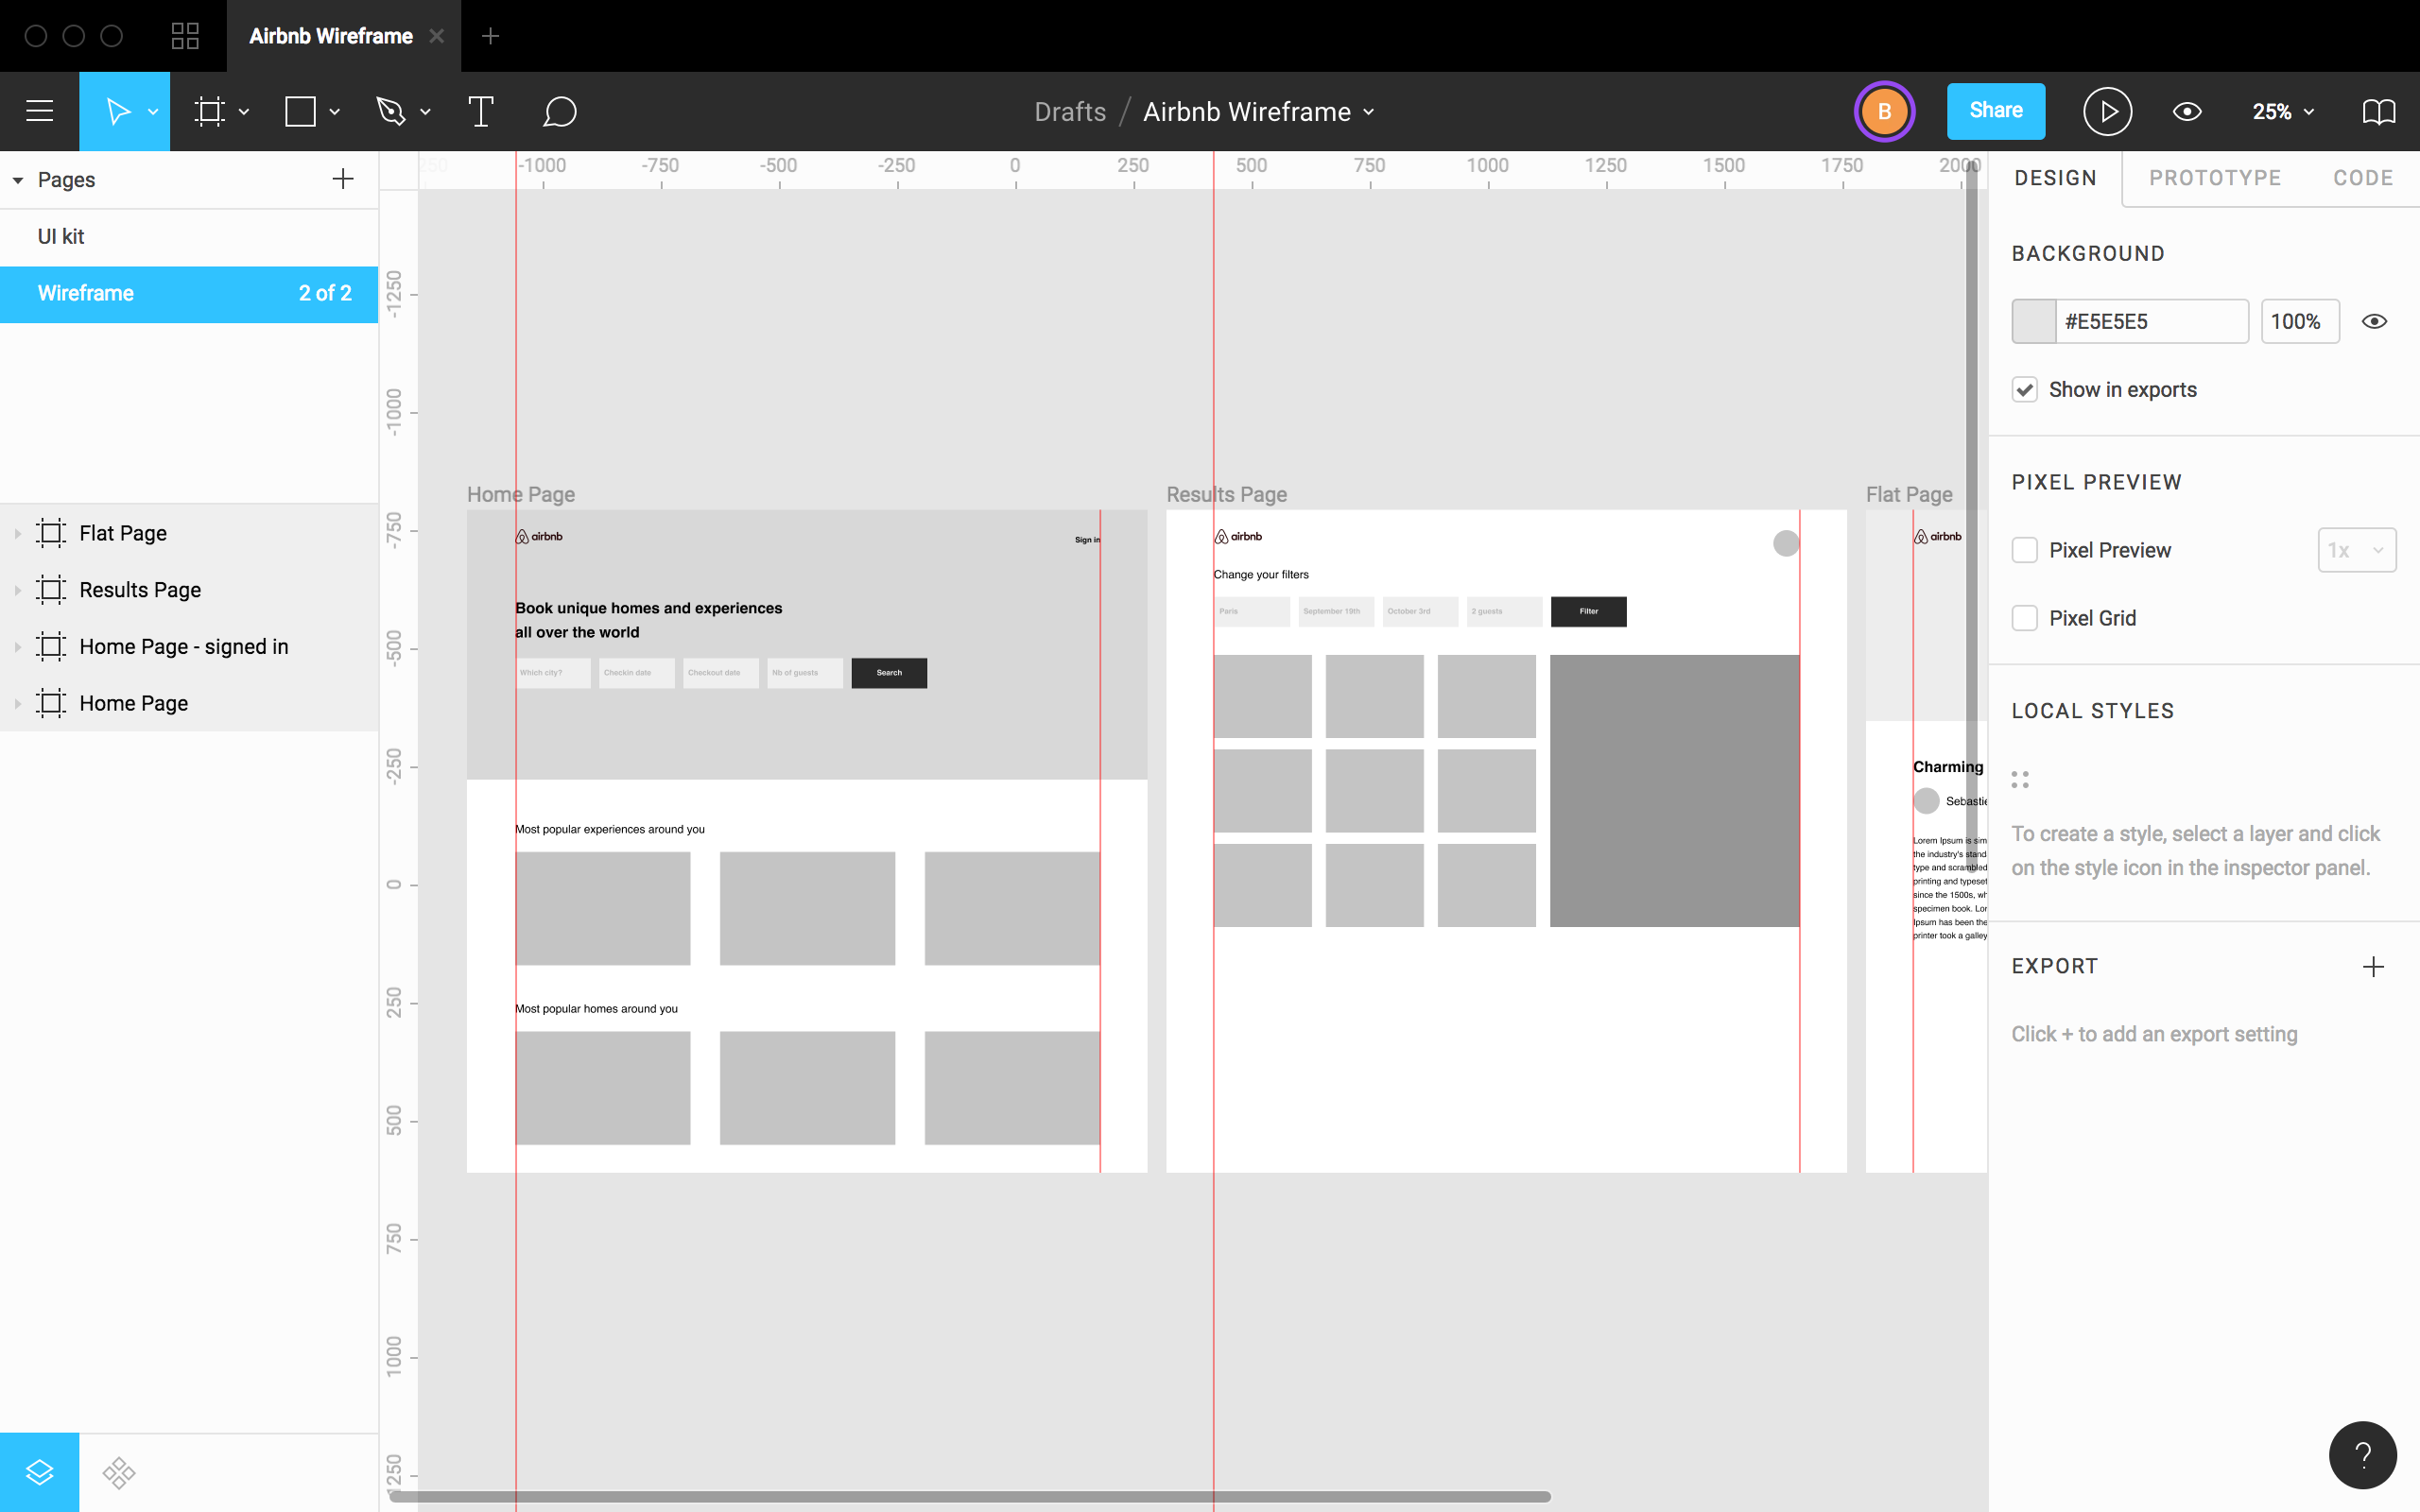 Airbnb Wireframe
Drafts / Airbnb Wireframe
B
Share
25%
Pages
UI kit
Wireframe 2 of 2
Flat Page
Results Page
Home Page - signed in
Home Page
-1000 -750 -500 -250 0 250 500 750 1000 1250 1500 1750 2000
-1250
-1000
-750
-500
-250
0
250
500
750
1000
1250
Home Page
airbnb
Sign in
Book unique homes and experiences
all over the world
Which city? Checkin date Checkout date Nb of guests Search
Most popular experiences around you
Most popular homes around you
Results Page
airbnb
Change your filters
Paris September 19th October 3rd 2 guests Filter
Flat Page
airbnb
Charming
Sebastie
Lorem Ipsum is sim
the industry's stand
type and scrambled
printing and typeset
since the 1500s, wh
specimen book. Lor
Ipsum has been the
printer took a galley
DESIGN PROTOTYPE CODE
BACKGROUND
#E5E5E5 100%
Show in exports
PIXEL PREVIEW
Pixel Preview 1x
Pixel Grid
LOCAL STYLES
To create a style, select a layer and click
on the style icon in the inspector panel.
EXPORT
Click + to add an export setting
?